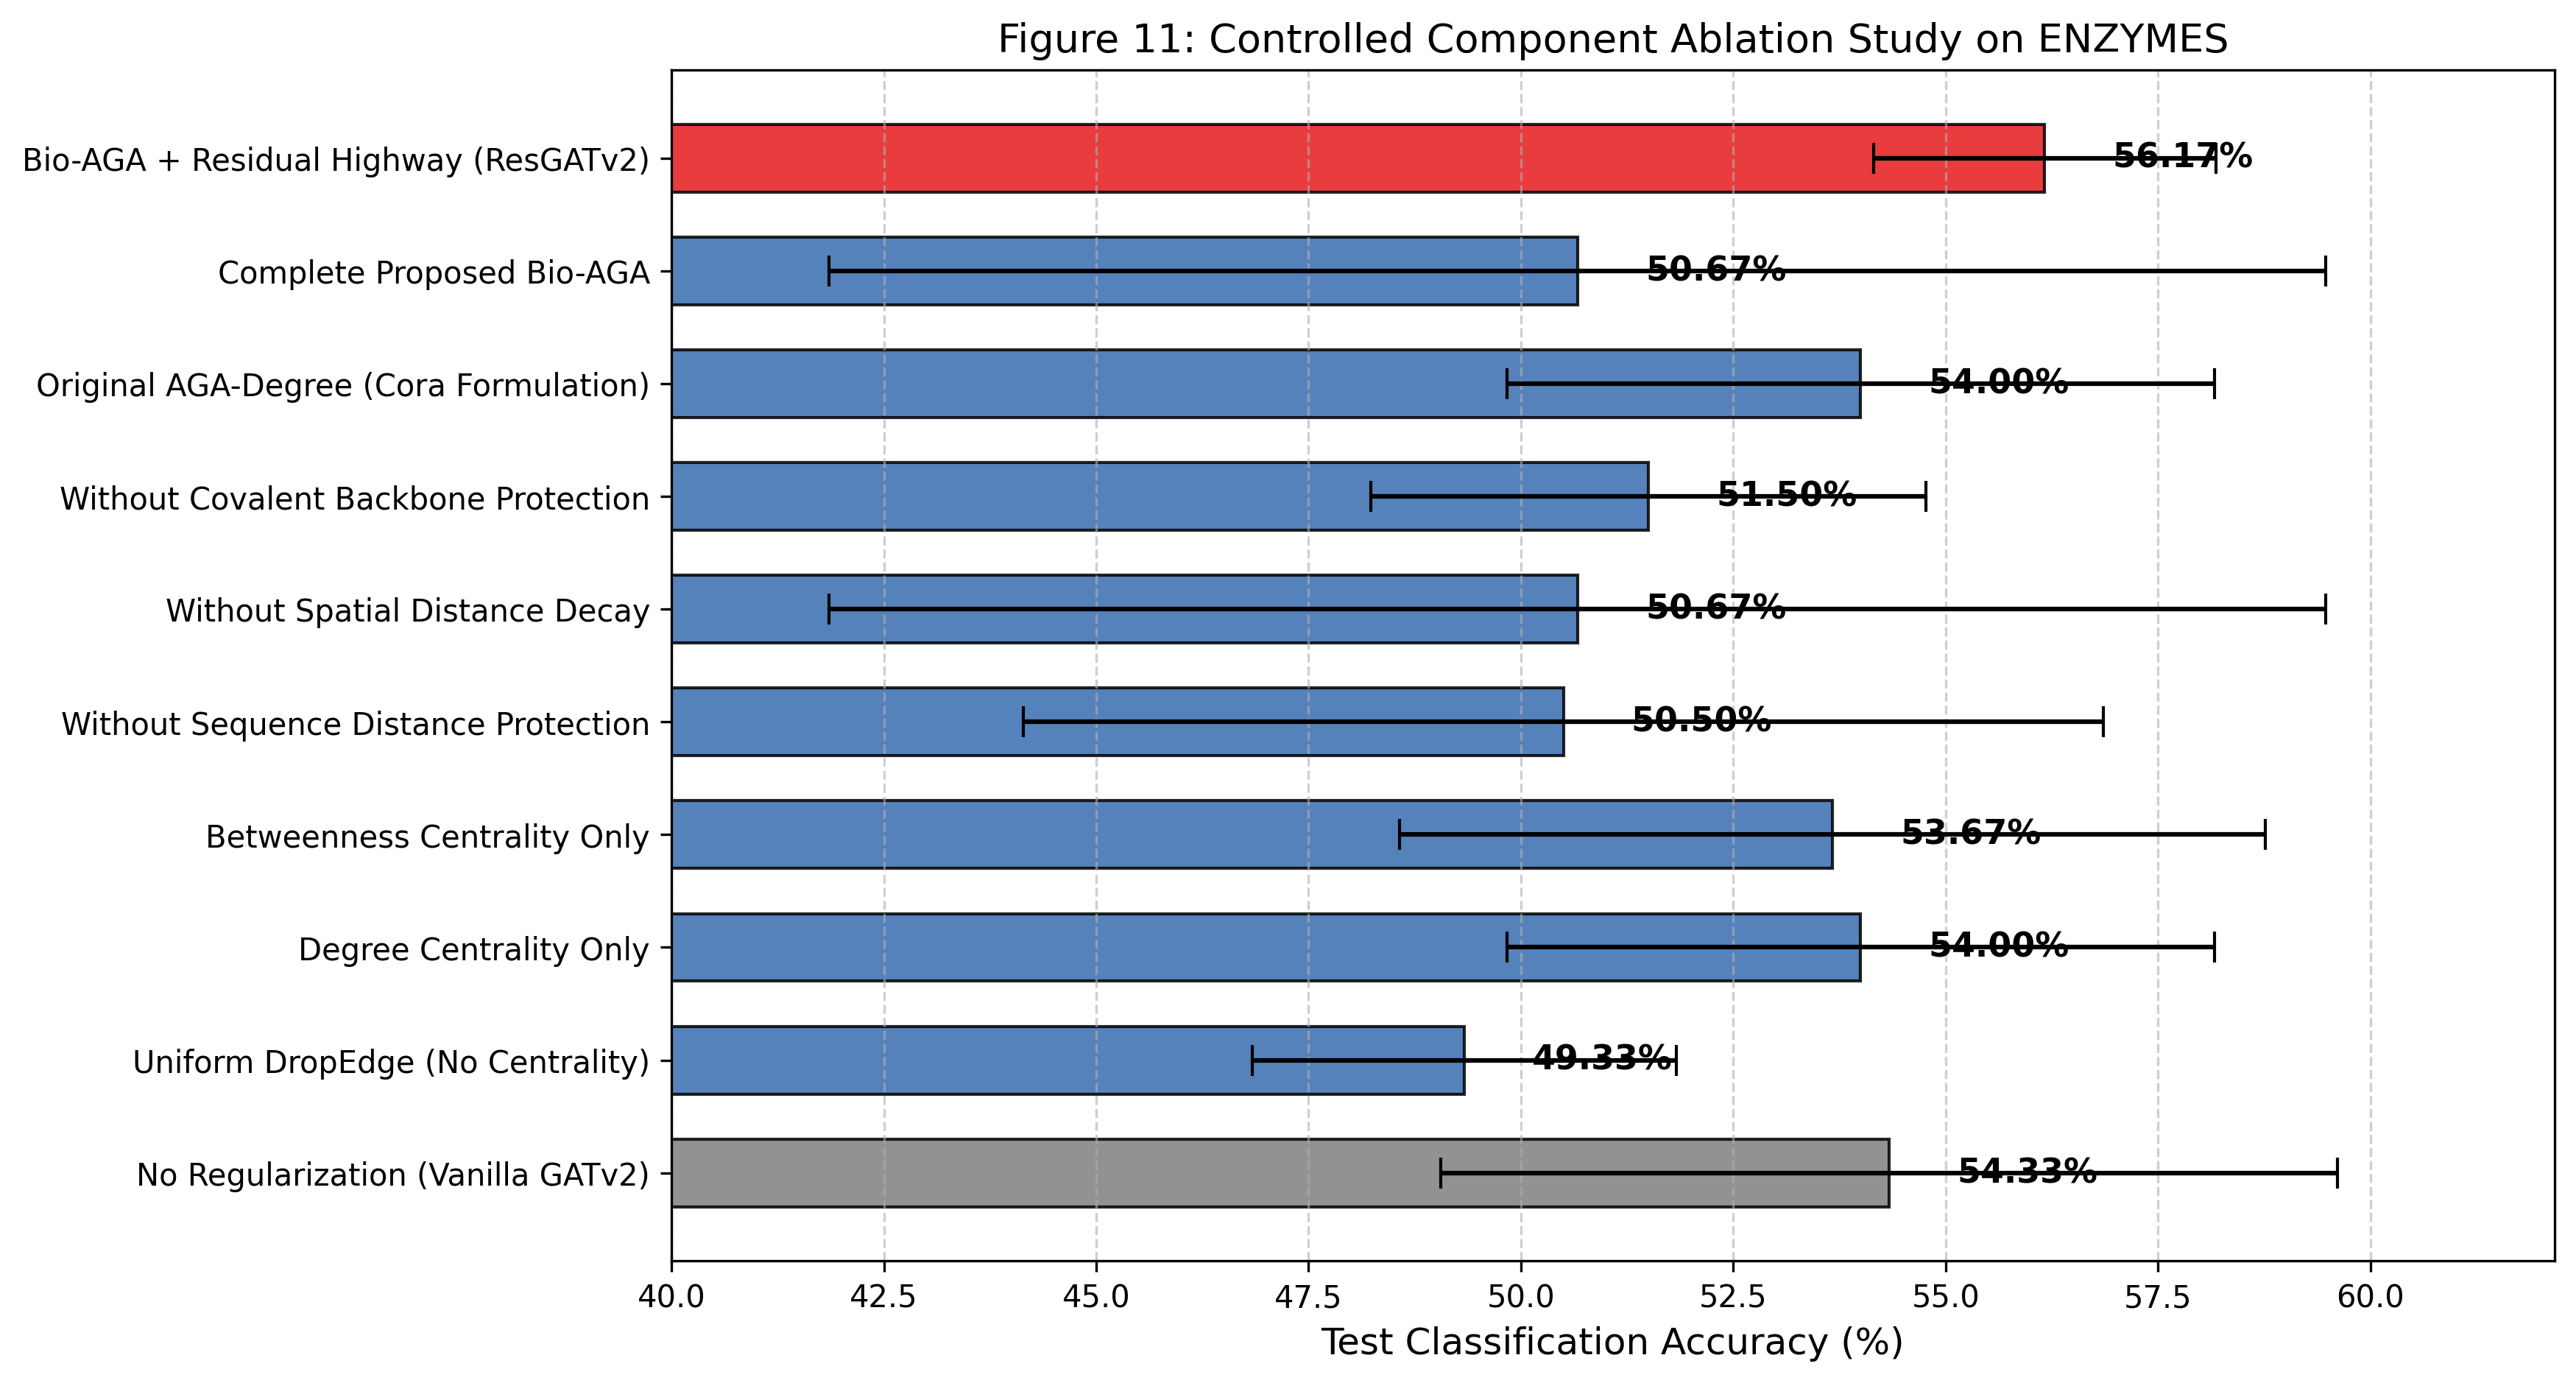 Figure 11: Controlled Component Ablation Study on ENZYMES
Bio-AGA + Residual Highway (ResGATv2)
56.17%
Complete Proposed Bio-AGA
50.67%
Original AGA-Degree (Cora Formulation)
54.00%
Without Covalent Backbone Protection
51.50%
Without Spatial Distance Decay
50.67%
Without Sequence Distance Protection
50.50%
Betweenness Centrality Only
53.67%
Degree Centrality Only
54.00%
Uniform DropEdge (No Centrality)
49.33%
No Regularization (Vanilla GATv2)
54.33%
40.0 42.5 45.0 47.5 50.0 52.5 55.0 57.5 60.0
Test Classification Accuracy (%)